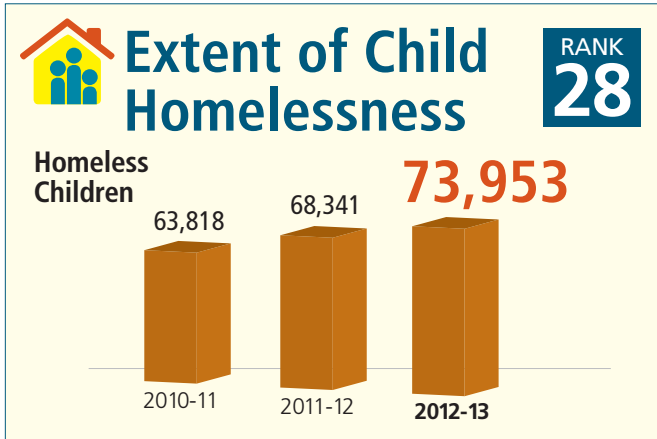 Extent of Child
Homelessness
RANK
28
Homeless
Children
63,818
68,341
73,953
2010-11
2011-12
2012-13